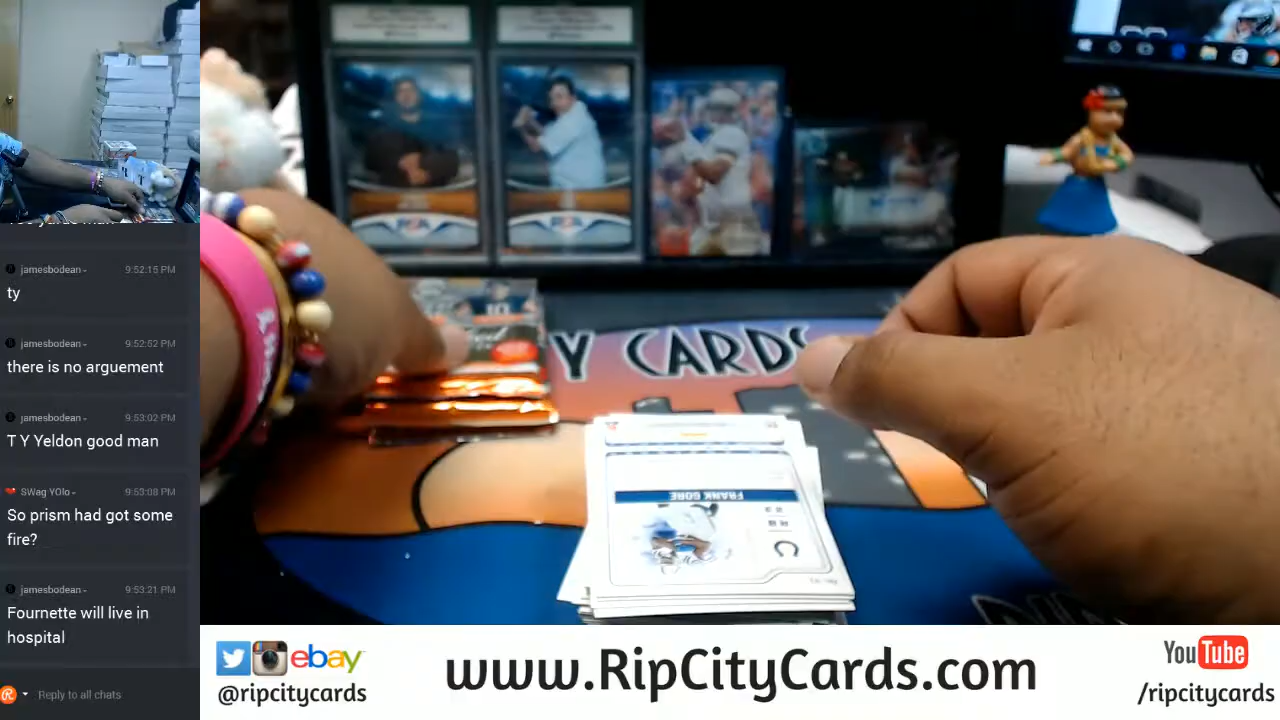 jamesbodean - 9:52:15 PM
ty
jamesbodean - 9:52:52 PM
there is no arguement
jamesbodean - 9:53:02 PM
T Y Yeldon good man
SWag YOlo - 9:53:08 PM
So prism had got some
fire?
jamesbodean - 9:53:21 PM
Fournette will live in
hospital
Reply to all chats
Y CARDS
FRANK GORE
ebay
@ripcitycards
www.RipCityCards.com
YouTube
/ripcitycards